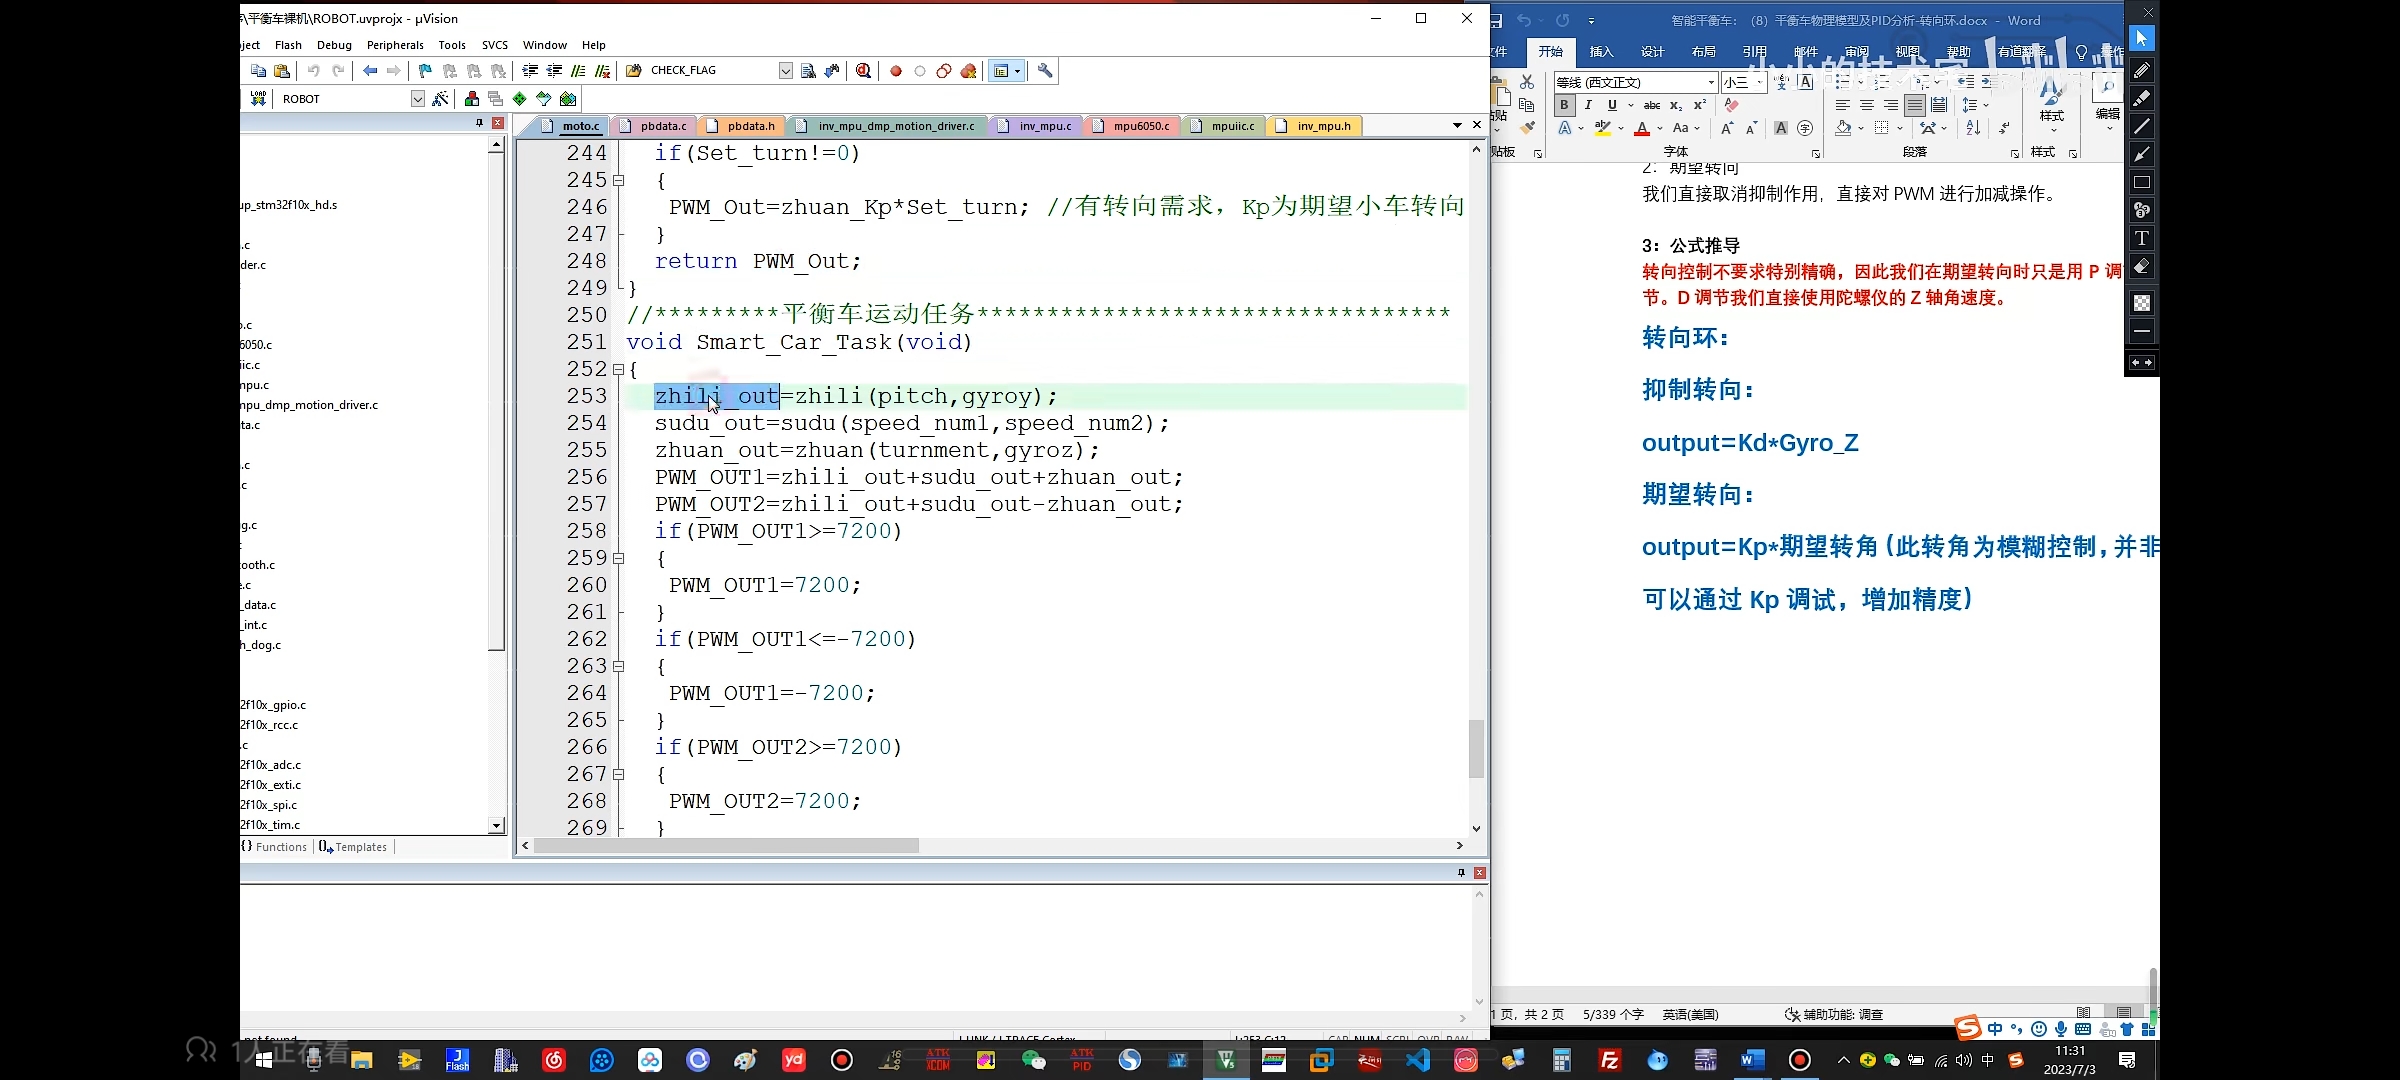 \平衡车裸机\ROBOT.uvprojx - µVision
ject Flash Debug Peripherals Tools SVCS Window Help
CHECK_FLAG
ROBOT
moto.c pbdata.c pbdata.h inv_mpu_dmp_motion_driver.c inv_mpu.c mpu6050.c mpuiic.c inv_mpu.h
up_stm32f10x_hd.s
.c
der.c
o.c
6050.c
iic.c
mpu.c
mpu_dmp_motion_driver.c
ta.c
.c
.c
g.c
ooth.c
e.c
_data.c
_int.c
h_dog.c
2f10x_gpio.c
2f10x_rcc.c
.c
2f10x_adc.c
2f10x_exti.c
2f10x_spi.c
2f10x_tim.c
{} Functions Templates
244 if(Set_turn!=0)
245 {
246 PWM_Out=zhuan_Kp*Set_turn; //有转向需求，Kp为期望小车转向
247 }
248 return PWM_Out;
249 }
250 //*********平衡车运动任务**********************************
251 void Smart_Car_Task(void)
252 {
253 zhili_out=zhili(pitch,gyroy);
254 sudu_out=sudu(speed_num1,speed_num2);
255 zhuan_out=zhuan(turnment,gyroz);
256 PWM_OUT1=zhili_out+sudu_out+zhuan_out;
257 PWM_OUT2=zhili_out+sudu_out-zhuan_out;
258 if(PWM_OUT1>=7200)
259 {
260 PWM_OUT1=7200;
261 }
262 if(PWM_OUT1<=-7200)
263 {
264 PWM_OUT1=-7200;
265 }
266 if(PWM_OUT2>=7200)
267 {
268 PWM_OUT2=7200;
269 }
智能平衡车：（8）平衡车物理模型及PID分析-转向环.docx - Word
文件 开始 插入 设计 布局 引用 邮件 审阅 视图 帮助 有道翻译 操作
小小的技术宅
等线 (西文正文) 小三
样式 编辑
贴板 字体 段落 样式
2：期望转向
我们直接取消抑制作用，直接对 PWM 进行加减操作。
3：公式推导
转向控制不要求特别精确，因此我们在期望转向时只是用 P 调
节。D 调节我们直接使用陀螺仪的 Z 轴角速度。
转向环：
抑制转向：
output=Kd*Gyro_Z
期望转向：
output=Kp*期望转角（此转角为模糊控制，并非
可以通过 Kp 调试，增加精度）
1 页，共 2 页 5/339 个字 英语(美国) 辅助功能: 调查
1人正在看
11:31
2023/7/3